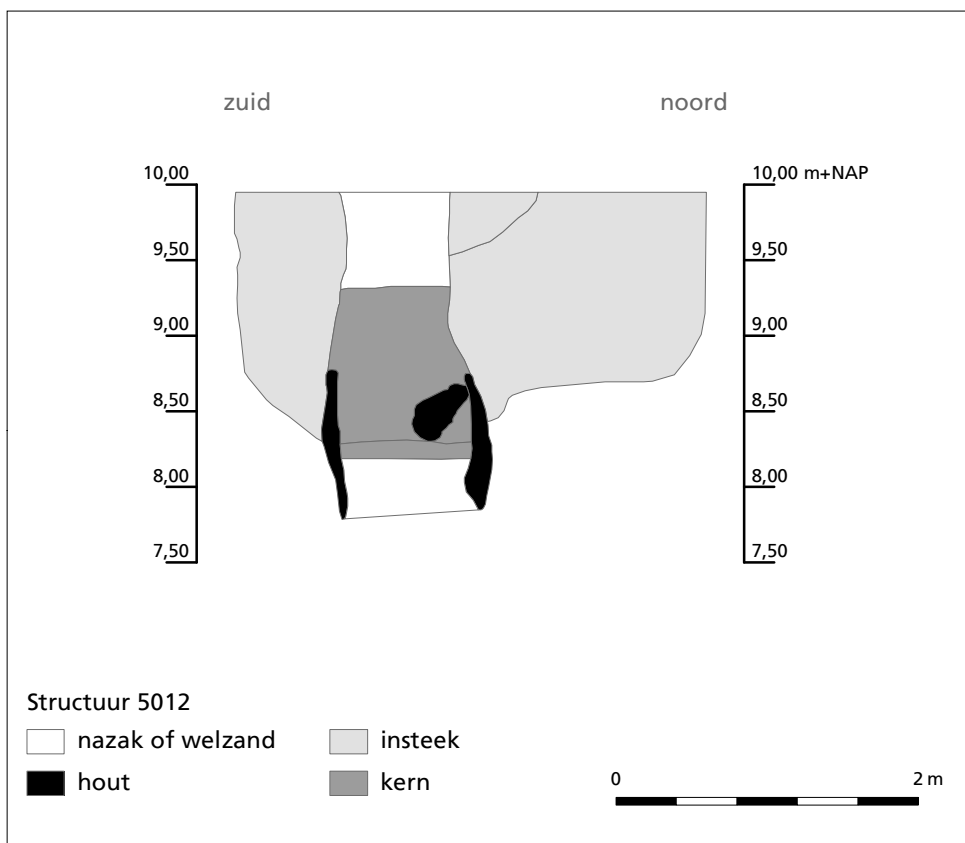 zuid noord
10,00 10,00 m+NAP
9,50 9,50
9,00 9,00
8,50 8,50
8,00 8,00
7,50 7,50
Structuur 5012
nazak of welzand insteek
hout kern
0 2 m